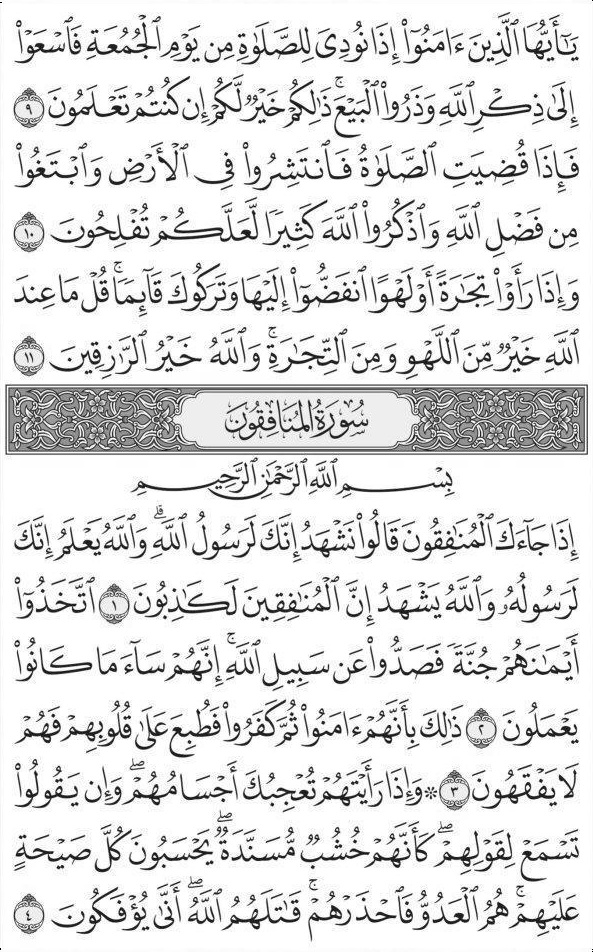 يَٰٓأَيُّهَا ٱلَّذِينَ ءَامَنُوٓاْ إِذَا نُودِيَ لِلصَّلَوٰةِ مِن يَوۡمِ ٱلۡجُمُعَةِ فَٱسۡعَوۡاْ
إِلَىٰ ذِكۡرِ ٱللَّهِ وَذَرُواْ ٱلۡبَيۡعَۚ ذَٰلِكُمۡ خَيۡرٞ لَّكُمۡ إِن كُنتُمۡ تَعۡلَمُونَ ٩
فَإِذَا قُضِيَتِ ٱلصَّلَوٰةُ فَٱنتَشِرُواْ فِي ٱلۡأَرۡضِ وَٱبۡتَغُواْ
مِن فَضۡلِ ٱللَّهِ وَٱذۡكُرُواْ ٱللَّهَ كَثِيرٗا لَّعَلَّكُمۡ تُفۡلِحُونَ ١٠
وَإِذَا رَأَوۡاْ تِجَٰرَةً أَوۡ لَهۡوًا ٱنفَضُّوٓاْ إِلَيۡهَا وَتَرَكُوكَ قَآئِمٗاۚ قُلۡ مَا عِندَ
ٱللَّهِ خَيۡرٞ مِّنَ ٱللَّهۡوِ وَمِنَ ٱلتِّجَٰرَةِۚ وَٱللَّهُ خَيۡرُ ٱلرَّٰزِقِينَ ١١
سُورَةُ المُنَافِقُونَ
بِسۡمِ ٱللَّهِ ٱلرَّحۡمَٰنِ ٱلرَّحِيمِ
إِذَا جَآءَكَ ٱلۡمُنَٰفِقُونَ قَالُواْ نَشۡهَدُ إِنَّكَ لَرَسُولُ ٱللَّهِۗ وَٱللَّهُ يَعۡلَمُ إِنَّكَ
لَرَسُولُهُۥ وَٱللَّهُ يَشۡهَدُ إِنَّ ٱلۡمُنَٰفِقِينَ لَكَٰذِبُونَ ١ ٱتَّخَذُوٓاْ
أَيۡمَٰنَهُمۡ جُنَّةٗ فَصَدُّواْ عَن سَبِيلِ ٱللَّهِۚ إِنَّهُمۡ سَآءَ مَا كَانُواْ
يَعۡمَلُونَ ٢ ذَٰلِكَ بِأَنَّهُمۡ ءَامَنُواْ ثُمَّ كَفَرُواْ فَطُبِعَ عَلَىٰ قُلُوبِهِمۡ فَهُمۡ
لَا يَفۡقَهُونَ ٣ ۞ وَإِذَا رَأَيۡتَهُمۡ تُعۡجِبُكَ أَجۡسَامُهُمۡۖ وَإِن يَقُولُواْ
تَسۡمَعۡ لِقَوۡلِهِمۡۖ كَأَنَّهُمۡ خُشُبٞ مُّسَنَّدَةٞۖ يَحۡسَبُونَ كُلَّ صَيۡحَةٍ
عَلَيۡهِمۡۚ هُمُ ٱلۡعَدُوُّ فَٱحۡذَرۡهُمۡۚ قَٰتَلَهُمُ ٱللَّهُۖ أَنَّىٰ يُؤۡفَكُونَ ٤